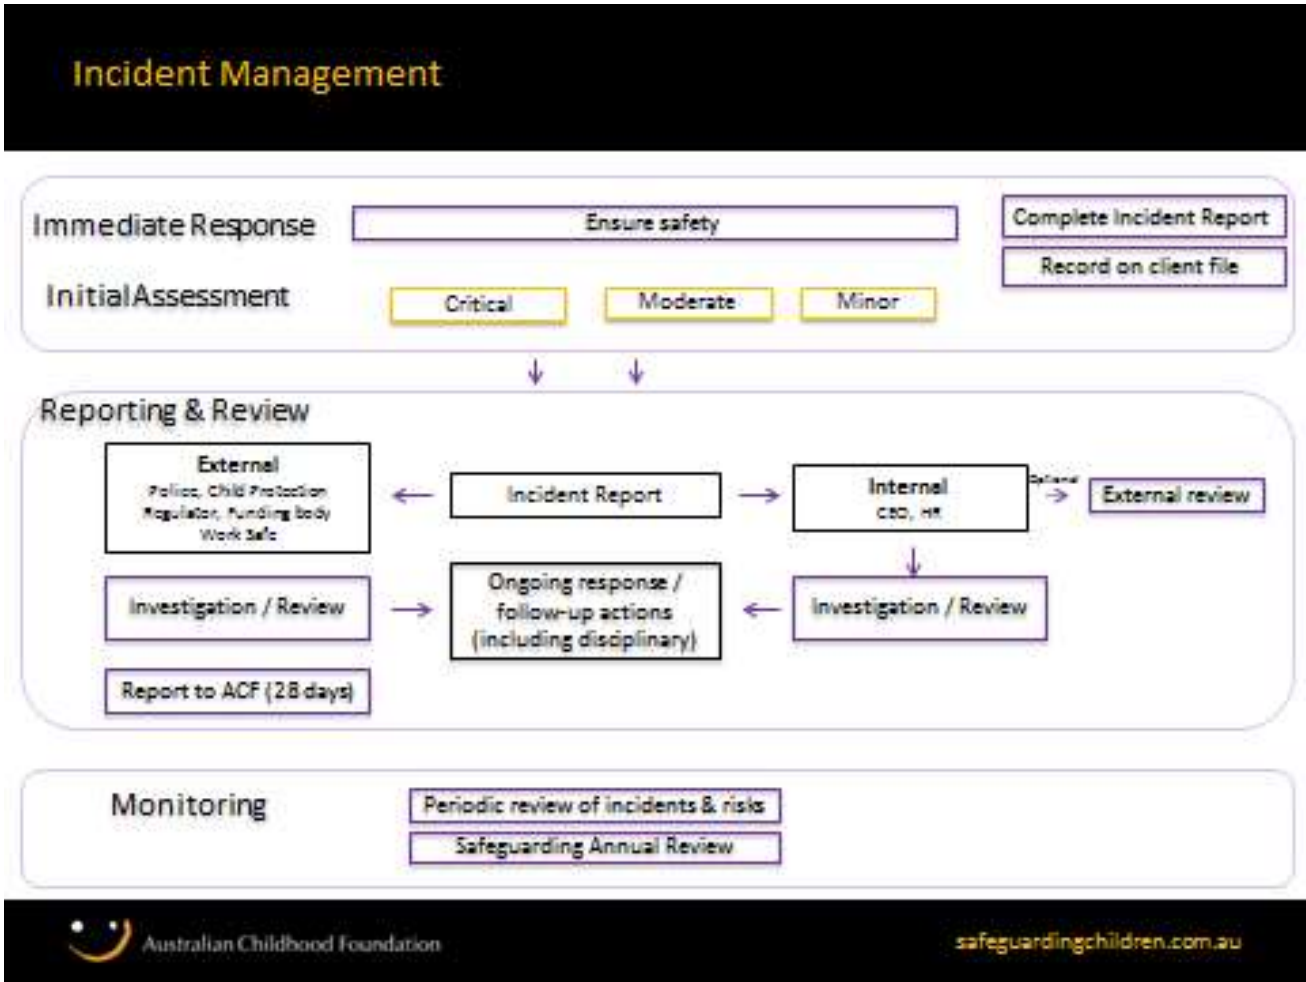 Incident Management
Immediate Response
Ensure safety
Complete Incident Report
Record on client file
Initial Assessment
Critical
Moderate
Minor
Reporting & Review
External
Police, Child Protection
Regulator, Funding body
Work Safe
Incident Report
Internal
CEO, HR
External review
Investigation / Review
Ongoing response /
follow-up actions
(including disciplinary)
Investigation / Review
Report to ACF (28 days)
Monitoring
Periodic review of incidents & risks
Safeguarding Annual Review
Australian Childhood Foundation
safeguardingchildren.com.au